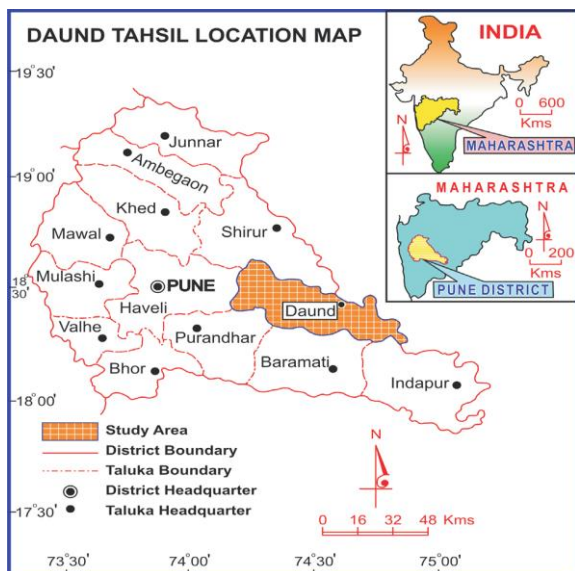 DAUND TAHSIL LOCATION MAP
INDIA
0 600
Kms
N
MAHARASHTRA
MAHARASHTRA
N
0 200
Kms
PUNE DISTRICT
19°30'
19°00'
18°30'
18°00'
17°30'
Junnar
Ambegaon
Khed
Mawal
Shirur
Mulashi
PUNE
Haveli
Daund
Valhe
Purandhar
Bhor
Baramati
Indapur
Study Area
District Boundary
Taluka Boundary
District Headquarter
Taluka Headquarter
N
0 16 32 48 Kms
73°30' 74°00' 74°30' 75°00'